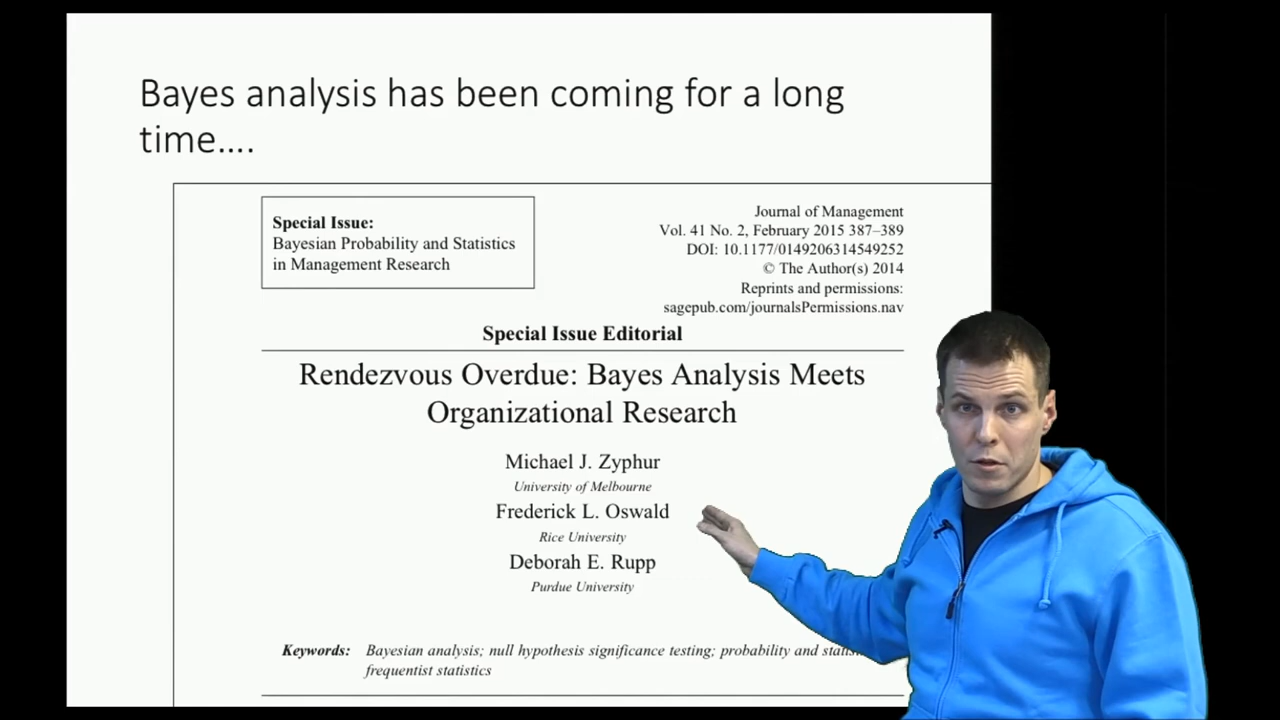 Bayes analysis has been coming for a long
time….
Special Issue:
Bayesian Probability and Statistics
in Management Research
Journal of Management
Vol. 41 No. 2, February 2015 387–389
DOI: 10.1177/0149206314549252
© The Author(s) 2014
Reprints and permissions:
sagepub.com/journalsPermissions.nav
Special Issue Editorial
Rendezvous Overdue: Bayes Analysis Meets
Organizational Research
Michael J. Zyphur
University of Melbourne
Frederick L. Oswald
Rice University
Deborah E. Rupp
Purdue University
Keywords: Bayesian analysis; null hypothesis significance testing; probability and
frequentist statistics